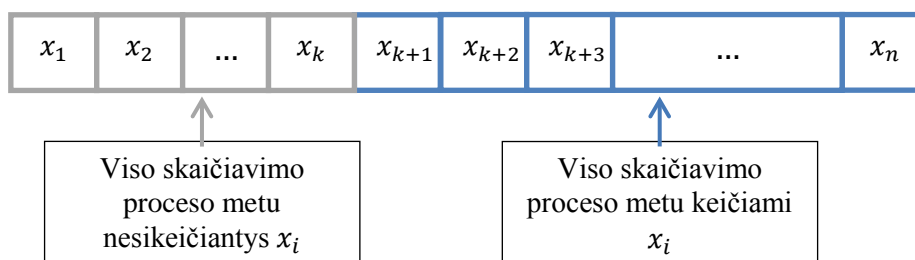 x₁ x₂ ... xₖ xₖ₊₁ xₖ₊₂ xₖ₊₃ ... xₙ
Viso skaičiavimo
proceso metu
nesikeičiantys xᵢ
Viso skaičiavimo
proceso metu keičiami
xᵢ